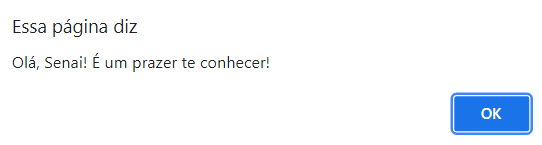 Essa página diz
Olá, Senai! É um prazer te conhecer!
OK